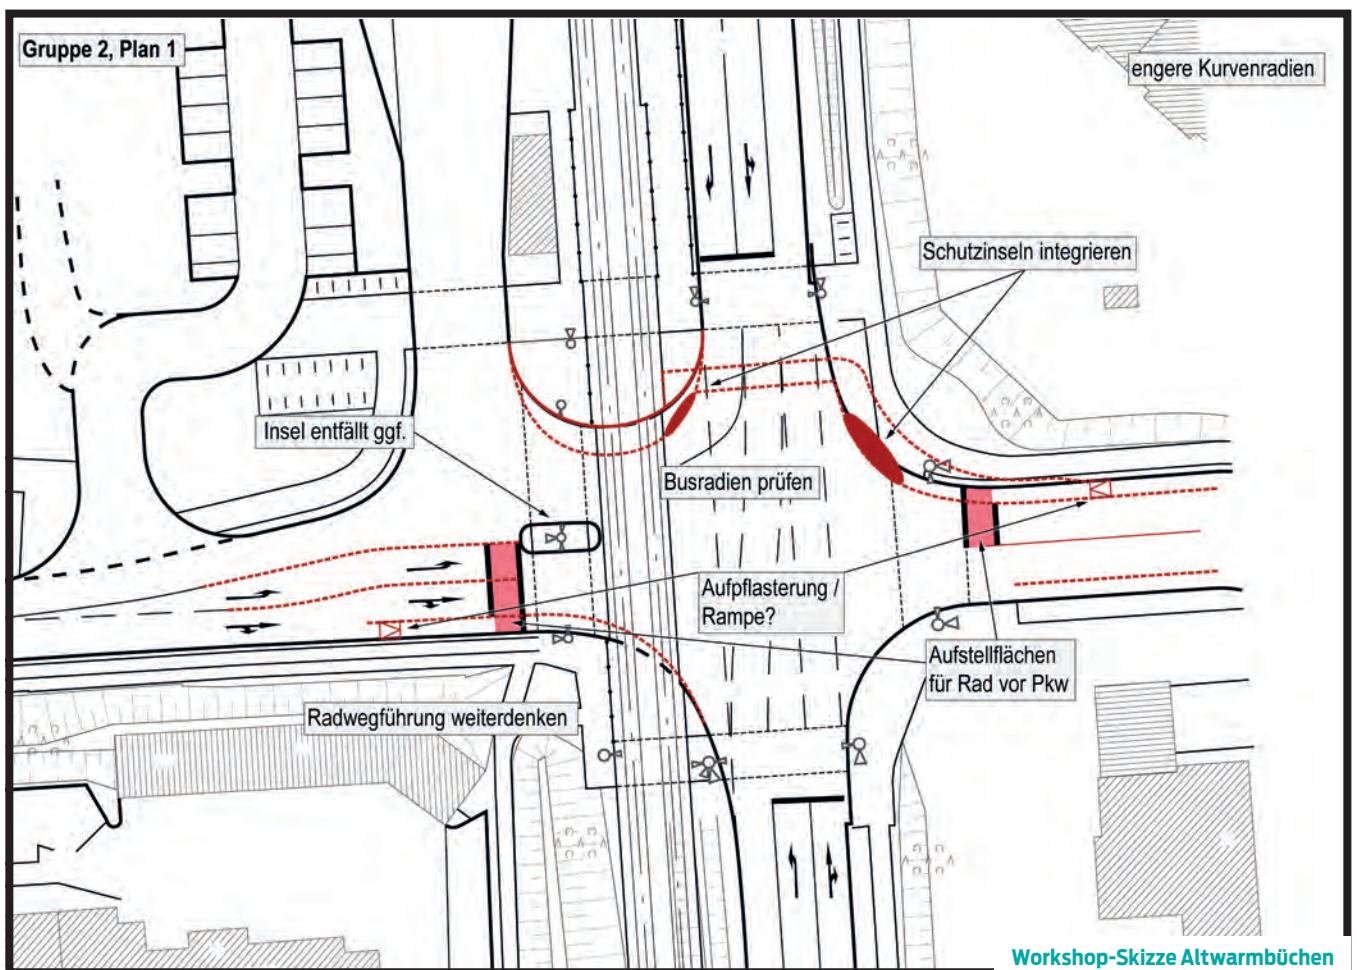 Gruppe 2, Plan 1
engere Kurvenradien
Schutzinseln integrieren
Insel entfällt ggf.
Busradien prüfen
Aufpflasterung /
Rampe?
Aufstellflächen
für Rad vor Pkw
Radwegführung weiterdenken
Workshop-Skizze Altwarmbüchen